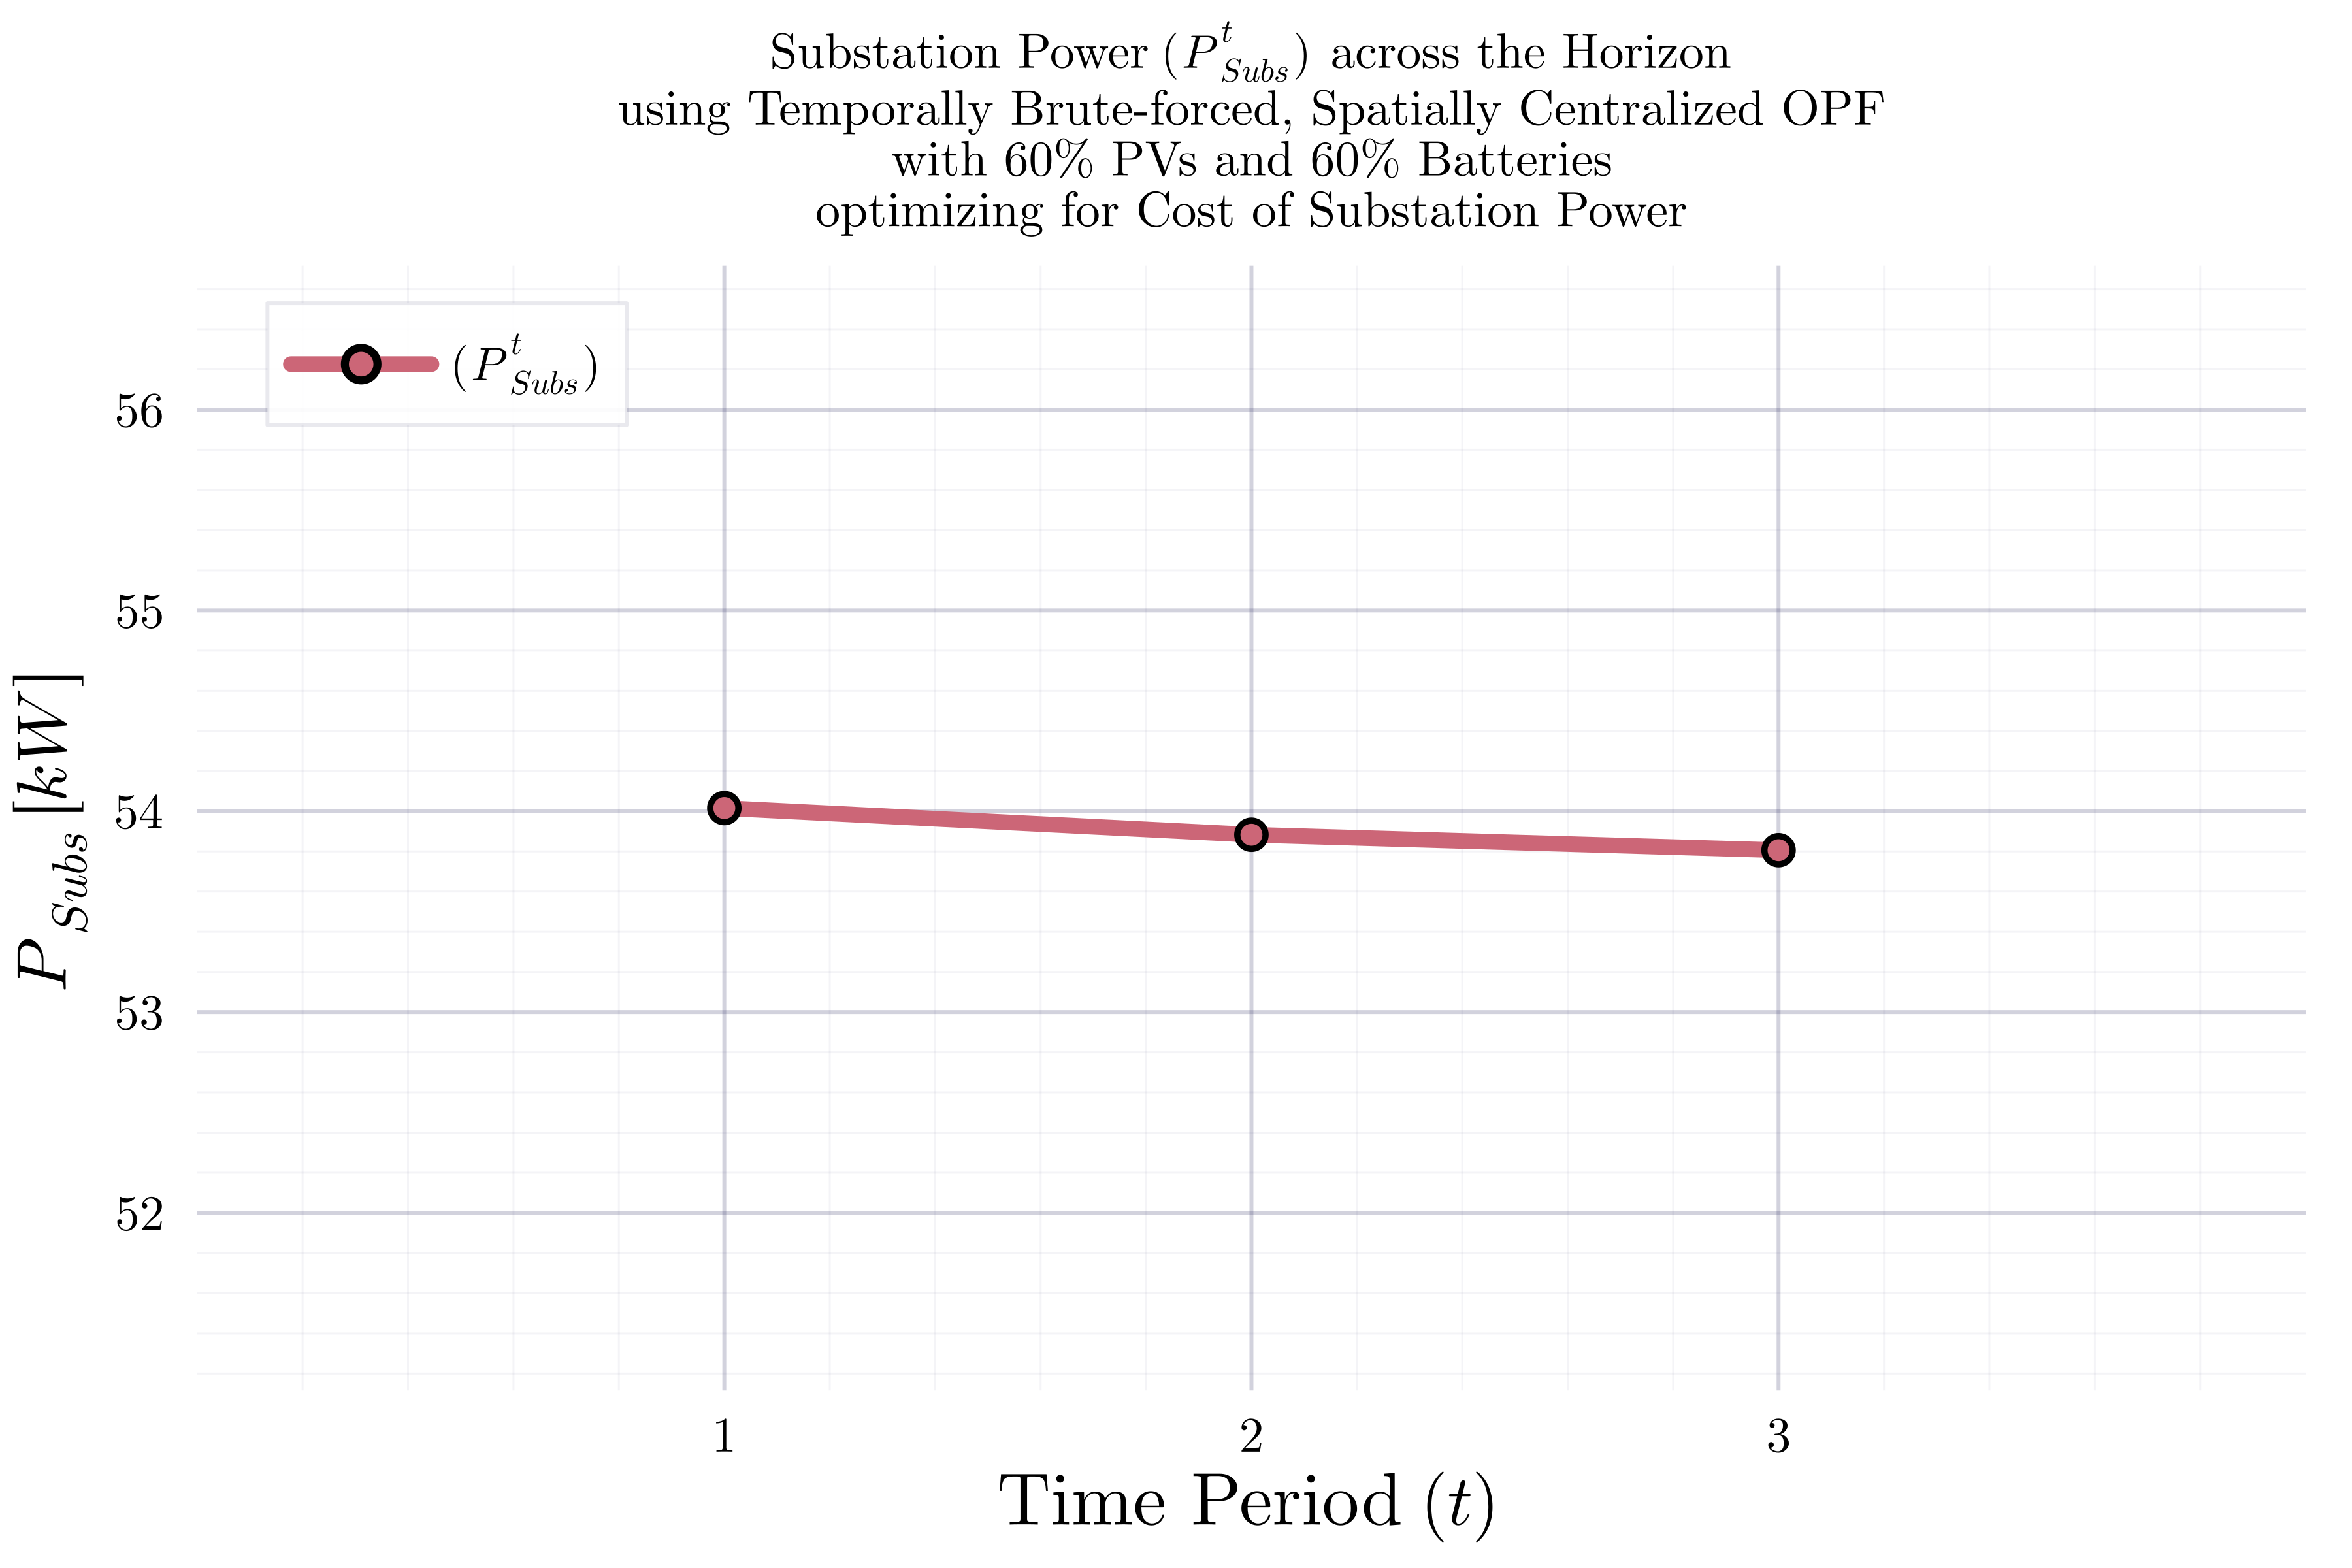 Substation Power (P^t_Subs) across the Horizon
using Temporally Brute-forced, Spatially Centralized OPF
with 60% PVs and 60% Batteries
optimizing for Cost of Substation Power
(P^t_Subs)
56
55
54
53
52
P_Subs [kW]
1 2 3
Time Period (t)